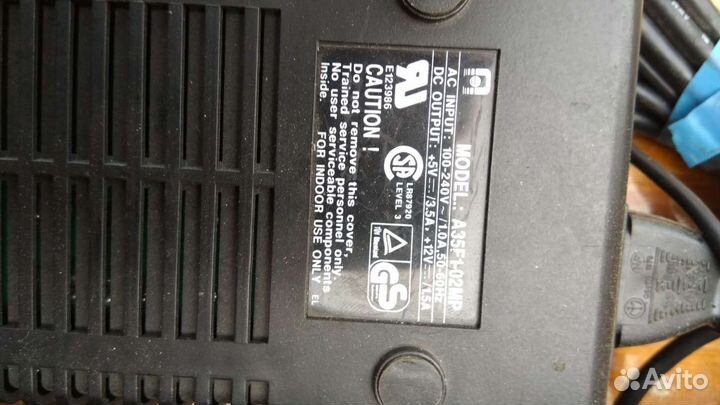 MODEL: A35F1-02MP
AC INPUT: 100-240V~/1.0A,50-60Hz
DC OUTPUT: +5V⎓/3.5A, +12V⎓/1.5A
E123986
LR87920
LEVEL 3
GS
CAUTION !
Do not remove this cover,
Trained service personnel only.
No user serviceable components
Inside.
FOR INDOOR USE ONLY EL
Avito